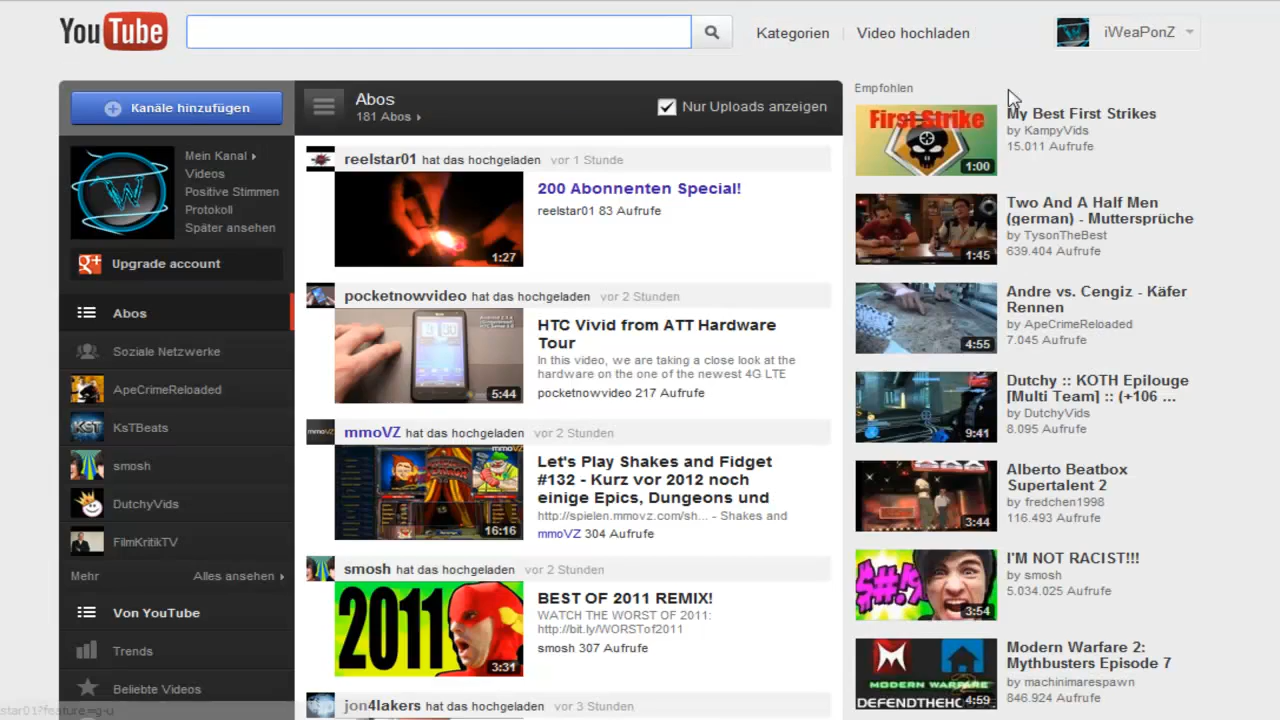 YouTube
Kategorien
Video hochladen
iWeaPonZ
Kanäle hinzufügen
Mein Kanal
Videos
Positive Stimmen
Protokoll
Später ansehen
Upgrade account
Abos
Soziale Netzwerke
ApeCrimeReloaded
KsTBeats
smosh
DutchyVids
FilmKritikTV
Mehr
Alles ansehen
Von YouTube
Trends
Beliebte Videos
star01?feature=g-u
Abos
181 Abos
Nur Uploads anzeigen
reelstar01 hat das hochgeladen vor 1 Stunde
1:27
200 Abonnenten Special!
reelstar01 83 Aufrufe
pocketnowvideo hat das hochgeladen vor 2 Stunden
5:44
HTC Vivid from ATT Hardware
Tour
In this video, we are taking a close look at the
hardware on the one of the newest 4G LTE
pocketnowvideo 217 Aufrufe
mmoVZ hat das hochgeladen vor 2 Stunden
mmoVZ
16:16
Let's Play Shakes and Fidget
#132 - Kurz vor 2012 noch
einige Epics, Dungeons und
http://spielen.mmovz.com/sh... - Shakes and
mmoVZ 304 Aufrufe
smosh hat das hochgeladen vor 2 Stunden
2011
3:31
BEST OF 2011 REMIX!
WATCH THE WORST OF 2011:
http://bit.ly/WORSTof2011
smosh 307 Aufrufe
jon4lakers hat das hochgeladen vor 3 Stunden
Empfohlen
First Strike
1:00
My Best First Strikes
by KampyVids
15.011 Aufrufe
1:45
Two And A Half Men
(german) - Muttersprüche
by TysonTheBest
639.404 Aufrufe
4:55
Andre vs. Cengiz - Käfer
Rennen
by ApeCrimeReloaded
7.045 Aufrufe
9:41
Dutchy :: KOTH Epilouge
[Multi Team] :: (+106 ...
by DutchyVids
8.095 Aufrufe
3:44
Alberto Beatbox
Supertalent 2
by fredchen1998
116.493 Aufrufe
3:54
I'M NOT RACIST!!!
by smosh
5.034.025 Aufrufe
MODERN WARFARE 2
DEFENDTHEHO
4:59
Modern Warfare 2:
Mythbusters Episode 7
by machinimarespawn
846.924 Aufrufe